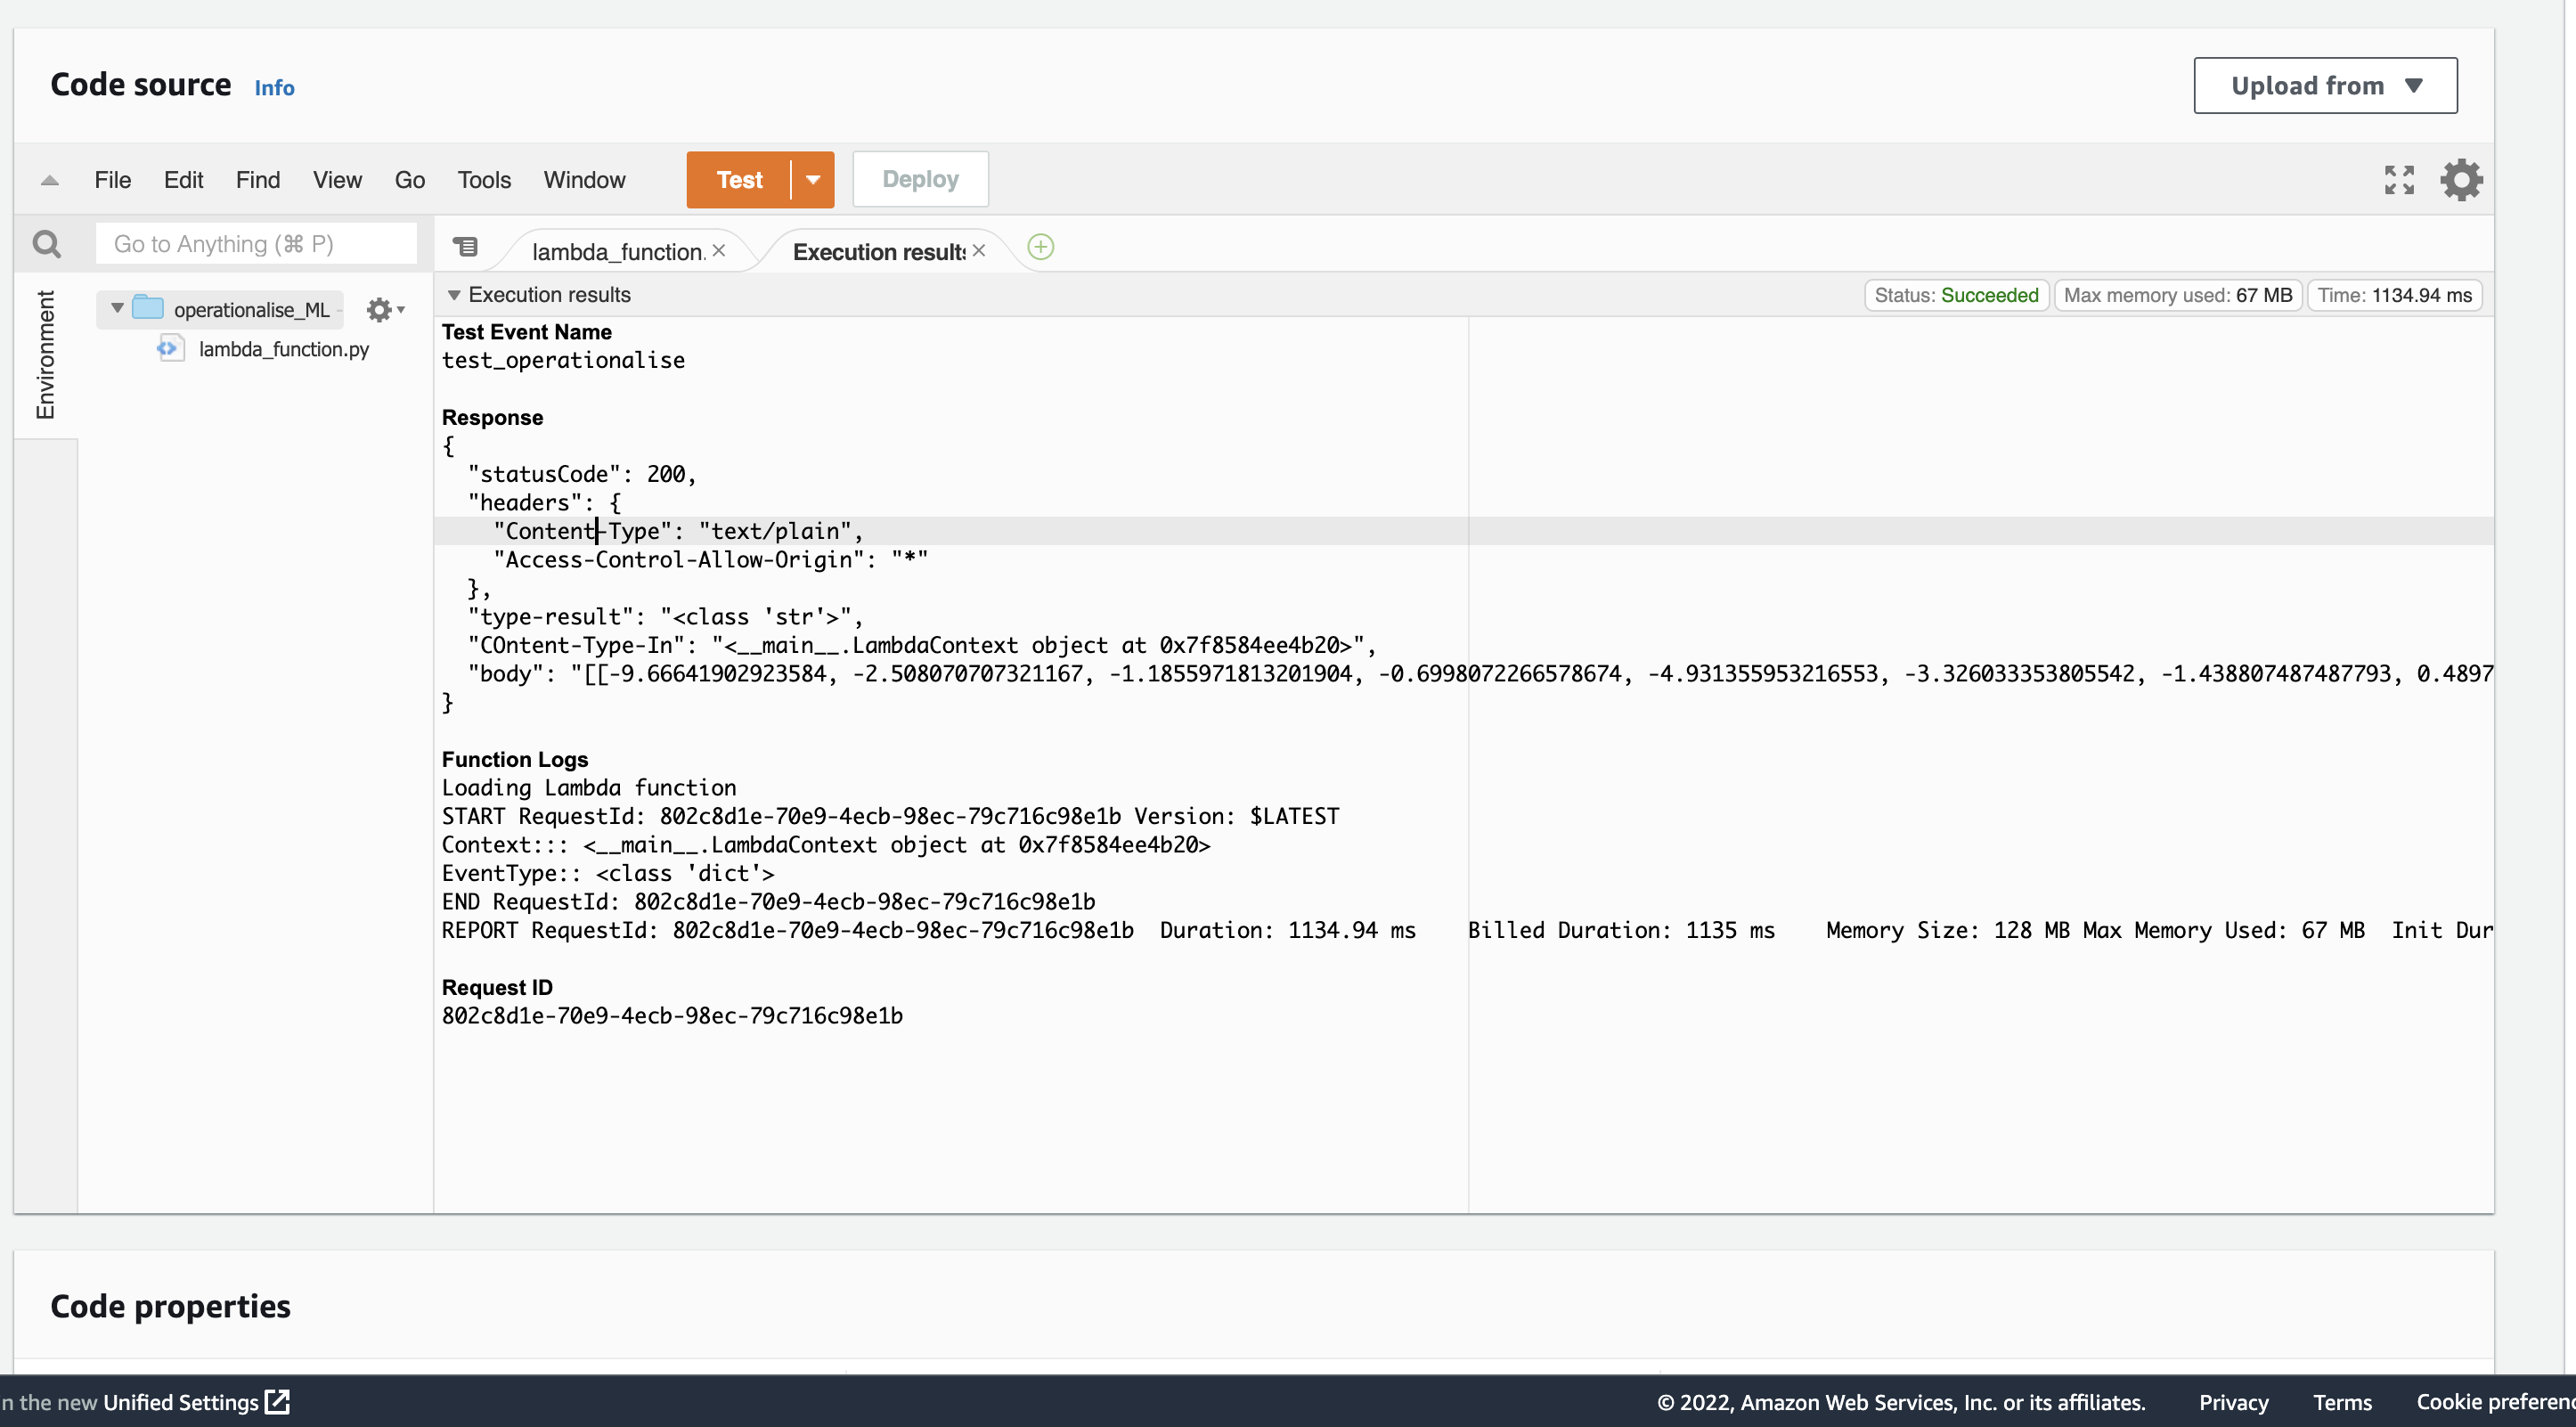 Code source Info
Upload from
File Edit Find View Go Tools Window Test Deploy
Go to Anything (⌘ P)
lambda_function.
Execution results
Environment
operationalise_ML -
lambda_function.py
Execution results
Status: Succeeded Max memory used: 67 MB Time: 1134.94 ms
Test Event Name
test_operationalise
Response
{
"statusCode": 200,
"headers": {
"Content-Type": "text/plain",
"Access-Control-Allow-Origin": "*"
},
"type-result": "<class 'str'>",
"COntent-Type-In": "<__main__.LambdaContext object at 0x7f8584ee4b20>",
"body": "[[-9.66641902923584, -2.508070707321167, -1.1855971813201904, -0.6998072266578674, -4.931355953216553, -3.326033353805542, -1.438807487487793, 0.4897
}
Function Logs
Loading Lambda function
START RequestId: 802c8d1e-70e9-4ecb-98ec-79c716c98e1b Version: $LATEST
Context::: <__main__.LambdaContext object at 0x7f8584ee4b20>
EventType:: <class 'dict'>
END RequestId: 802c8d1e-70e9-4ecb-98ec-79c716c98e1b
REPORT RequestId: 802c8d1e-70e9-4ecb-98ec-79c716c98e1b Duration: 1134.94 ms Billed Duration: 1135 ms Memory Size: 128 MB Max Memory Used: 67 MB Init Dur
Request ID
802c8d1e-70e9-4ecb-98ec-79c716c98e1b
Code properties
n the new Unified Settings
© 2022, Amazon Web Services, Inc. or its affiliates. Privacy Terms Cookie preferen